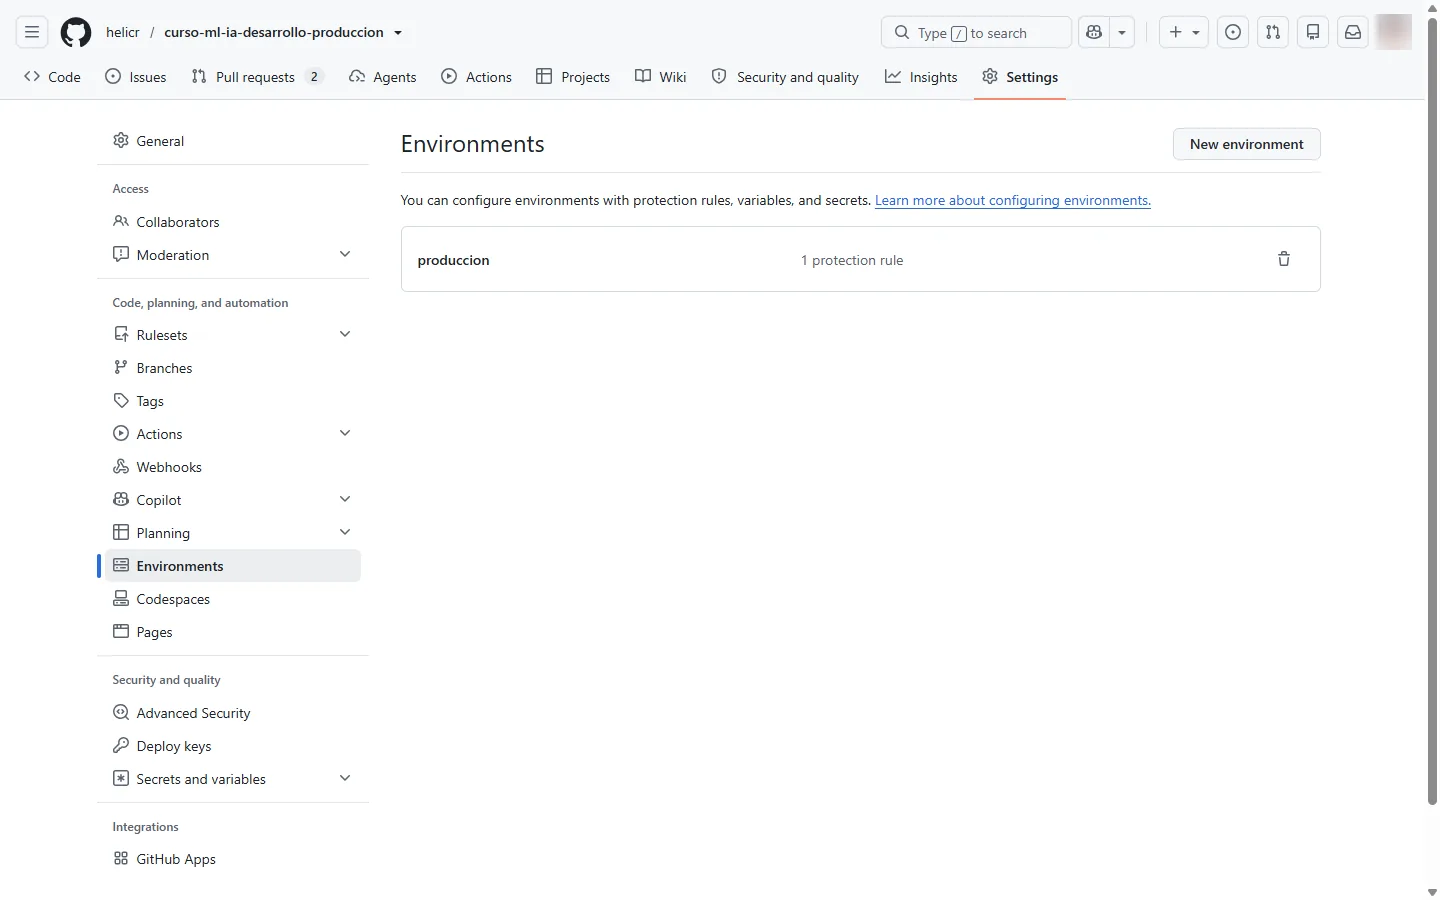 helicr / curso-ml-ia-desarrollo-produccion
Type / to search
Code Issues Pull requests 2 Agents Actions Projects Wiki Security and quality Insights Settings
General
Access
Collaborators
Moderation
Code, planning, and automation
Rulesets
Branches
Tags
Actions
Webhooks
Copilot
Planning
Environments
Codespaces
Pages
Security and quality
Advanced Security
Deploy keys
Secrets and variables
Integrations
GitHub Apps
Environments
New environment
You can configure environments with protection rules, variables, and secrets. Learn more about configuring environments.
produccion 1 protection rule